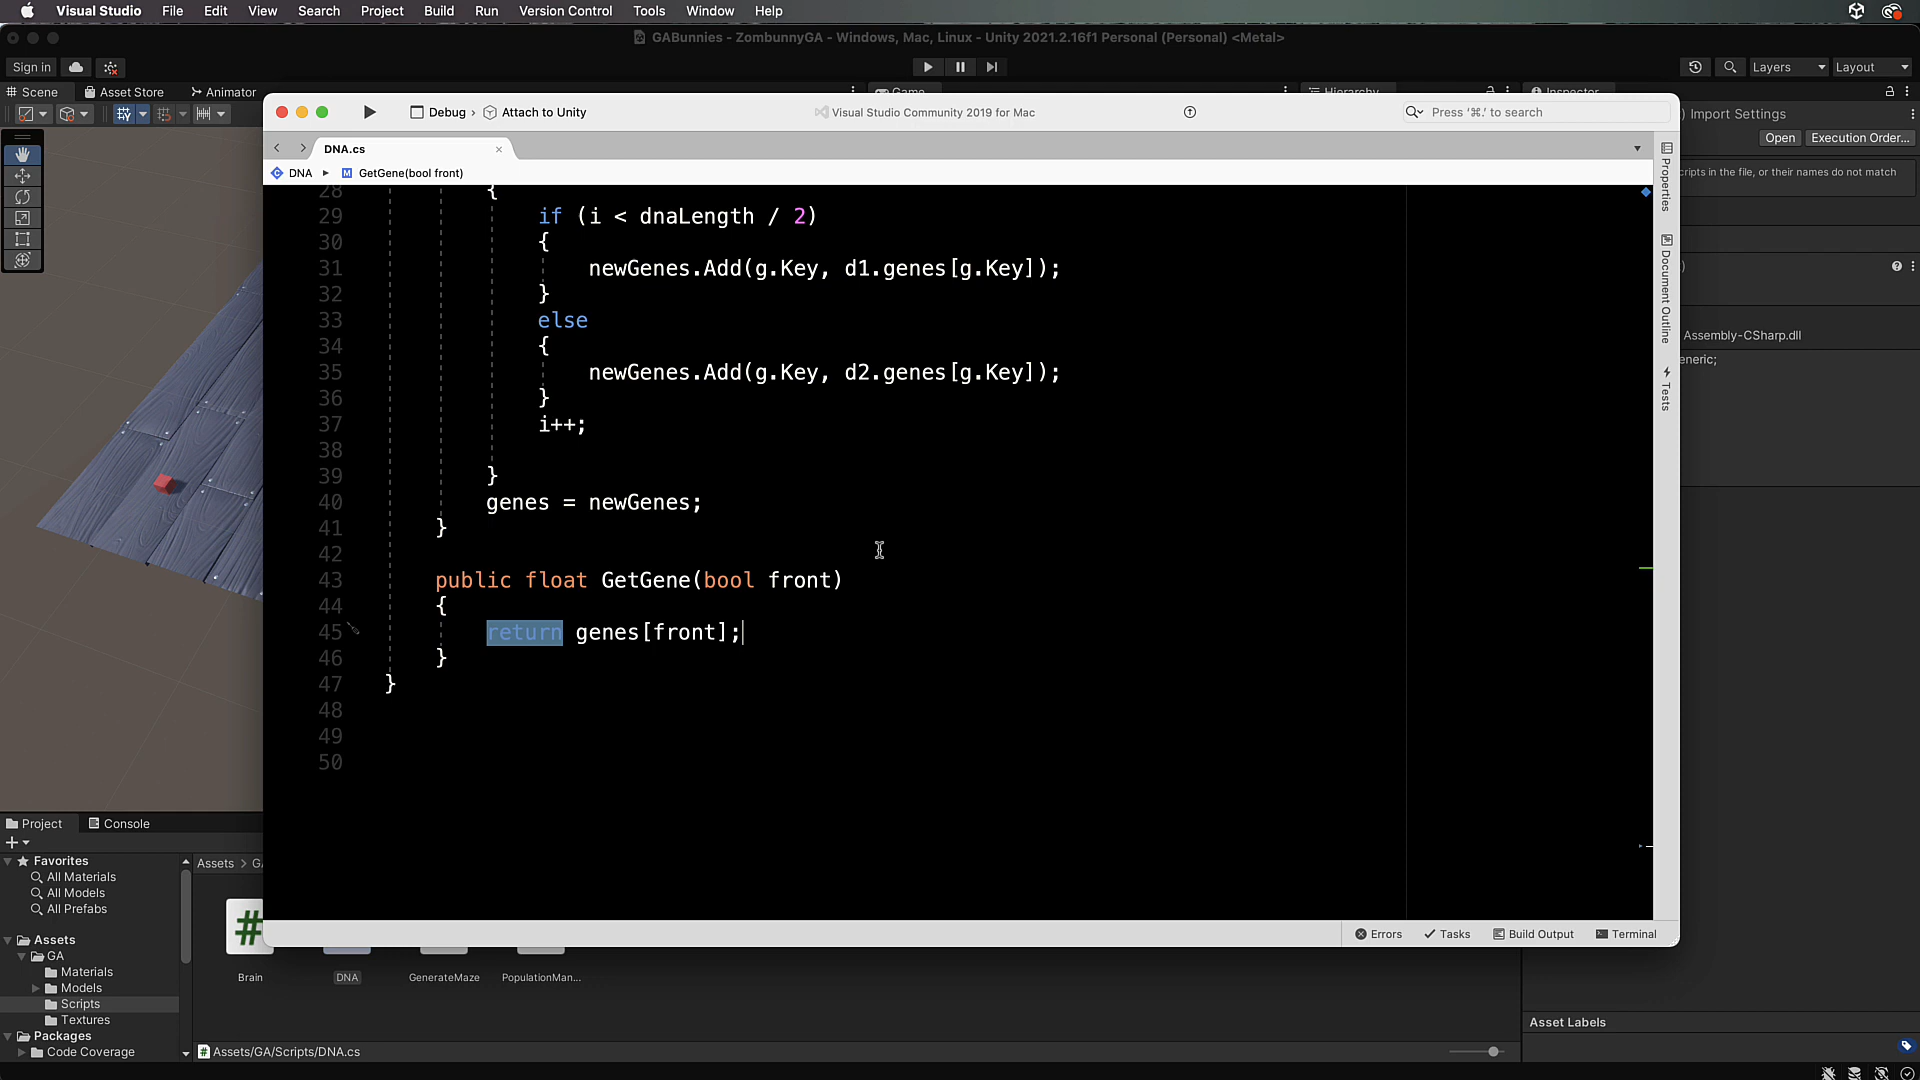 Visual Studio File Edit View Search Project Build Run Version Control Tools Window Help
GABunnies - ZombunnyGA - Windows, Mac, Linux - Unity 2021.2.16f1 Personal (Personal) <Metal>
Sign in Layers Layout
Scene Asset Store Animator Game Hierarchy Inspector
Debug › Attach to Unity Visual Studio Community 2019 for Mac Press '⌘.' to search
) Import Settings
Open Execution Order...
DNA.cs
DNA ▸ M GetGene(bool front)
cripts in the file, or their names do not match
Properties
Document Outline
Tests
Assembly-CSharp.dll
eneric;
28 {
29 if (i < dnaLength / 2)
30 {
31 newGenes.Add(g.Key, d1.genes[g.Key]);
32 }
33 else
34 {
35 newGenes.Add(g.Key, d2.genes[g.Key]);
36 }
37 i++;
38
39 }
40 genes = newGenes;
41 }
42
43 public float GetGene(bool front)
44 {
45 return genes[front];
46 }
47 }
48
49
50
Errors Tasks Build Output Terminal
Project Console
Favorites
All Materials
All Models
All Prefabs
Assets
GA
Materials
Models
Scripts
Textures
Packages
Code Coverage
Assets > G
# 
Brain DNA GenerateMaze PopulationMan...
Assets/GA/Scripts/DNA.cs
Asset Labels